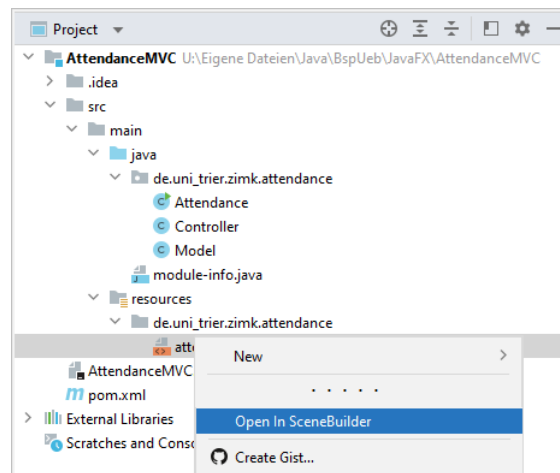 Project
AttendanceMVC U:\Eigene Dateien\Java\BspUeb\JavaFX\AttendanceMVC
.idea
src
main
java
de.uni_trier.zimk.attendance
Attendance
Controller
Model
module-info.java
resources
de.uni_trier.zimk.attendance
New
. . . . .
AttendanceMVC
pom.xml
Open In SceneBuilder
External Libraries
Scratches and
Create Gist...